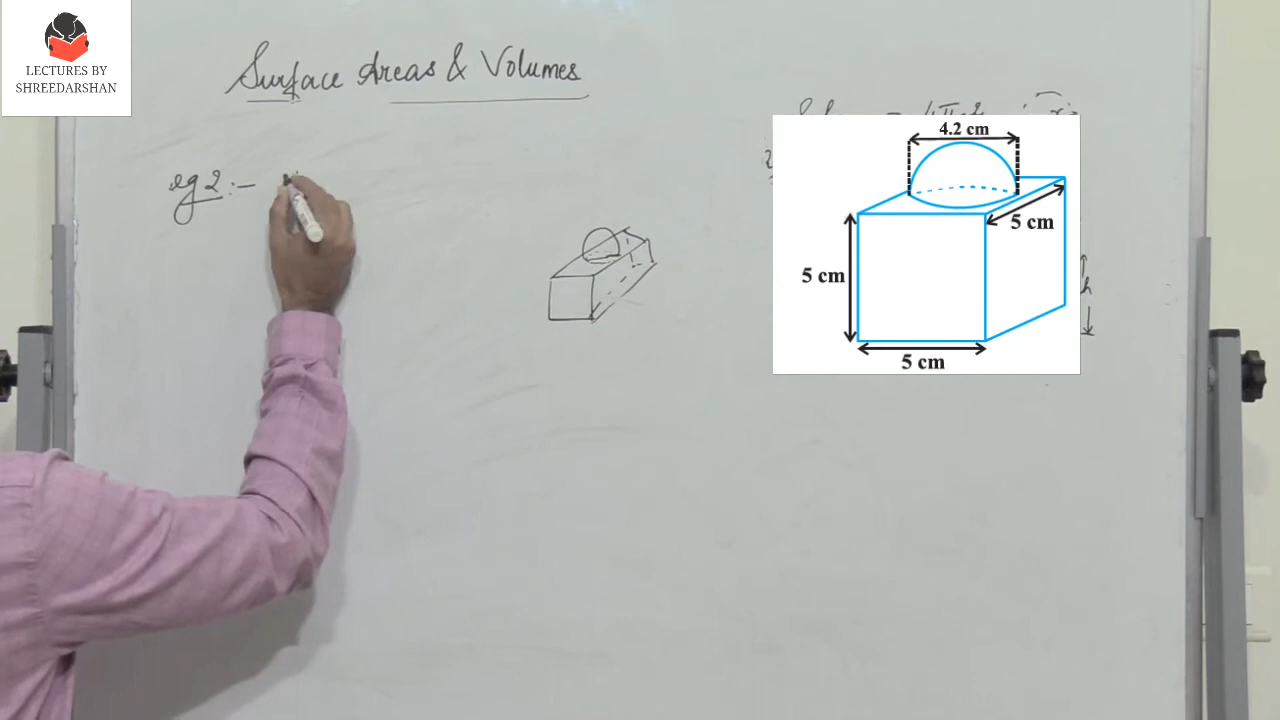 LECTURES BY
SHREEDARSHAN
Surface Areas & Volumes
eg 2 :-
4.2 cm
5 cm
5 cm
5 cm
h